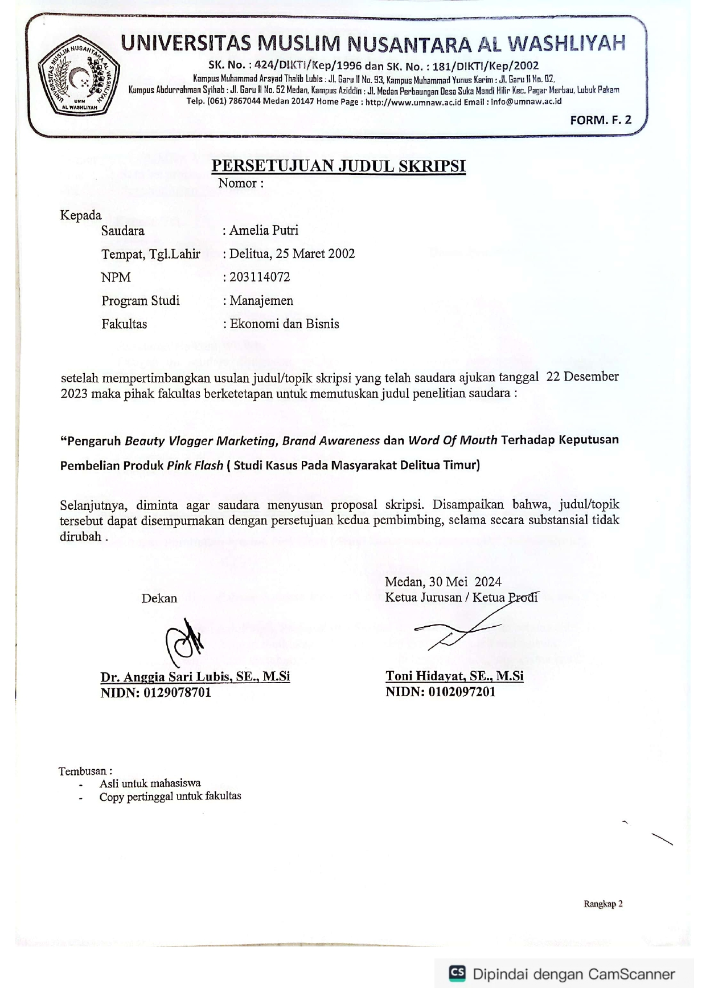 UNIVERSITAS MUSLIM NUSANTARA AL WASHLIYAH
SK. No. : 424/DIKTI/Kep/1996 dan SK. No. : 181/DIKTI/Kep/2002
Kampus Muhammad Arsyad Thalib Lubis : Jl. Garu II No. 93, Kampus Muhammad Yunus Karim : Jl. Garu II No. 02,
Kampus Abdurrahman Syihab : Jl. Garu II No. 52 Medan, Kampus Aziddin : Jl. Medan Perbaungan Desa Suka Mandi Hilir Kec. Pagar Merbau, Lubuk Pakam
Telp. (061) 7867044 Medan 20147 Home Page : http://www.umnaw.ac.id Email : info@umnaw.ac.id
FORM. F. 2
UNIVERSITAS MUSLIM NUSANTARA AL WASHLIYAH
UMN
AL WASHLIYAH
PERSETUJUAN JUDUL SKRIPSI
Nomor :
Kepada
Saudara : Amelia Putri
Tempat, Tgl.Lahir : Delitua, 25 Maret 2002
NPM : 203114072
Program Studi : Manajemen
Fakultas : Ekonomi dan Bisnis
setelah mempertimbangkan usulan judul/topik skripsi yang telah saudara ajukan tanggal 22 Desember
2023 maka pihak fakultas berketetapan untuk memutuskan judul penelitian saudara :
“Pengaruh Beauty Vlogger Marketing, Brand Awareness dan Word Of Mouth Terhadap Keputusan
Pembelian Produk Pink Flash ( Studi Kasus Pada Masyarakat Delitua Timur)
Selanjutnya, diminta agar saudara menyusun proposal skripsi. Disampaikan bahwa, judul/topik
tersebut dapat disempurnakan dengan persetujuan kedua pembimbing, selama secara substansial tidak
dirubah .
Medan, 30 Mei 2024
Dekan
Ketua Jurusan / Ketua Prodi
Dr. Anggia Sari Lubis, SE., M.Si
NIDN: 0129078701
Toni Hidayat, SE., M.Si
NIDN: 0102097201
Tembusan :
- Asli untuk mahasiswa
- Copy pertinggal untuk fakultas
Rangkap 2
CS Dipindai dengan CamScanner